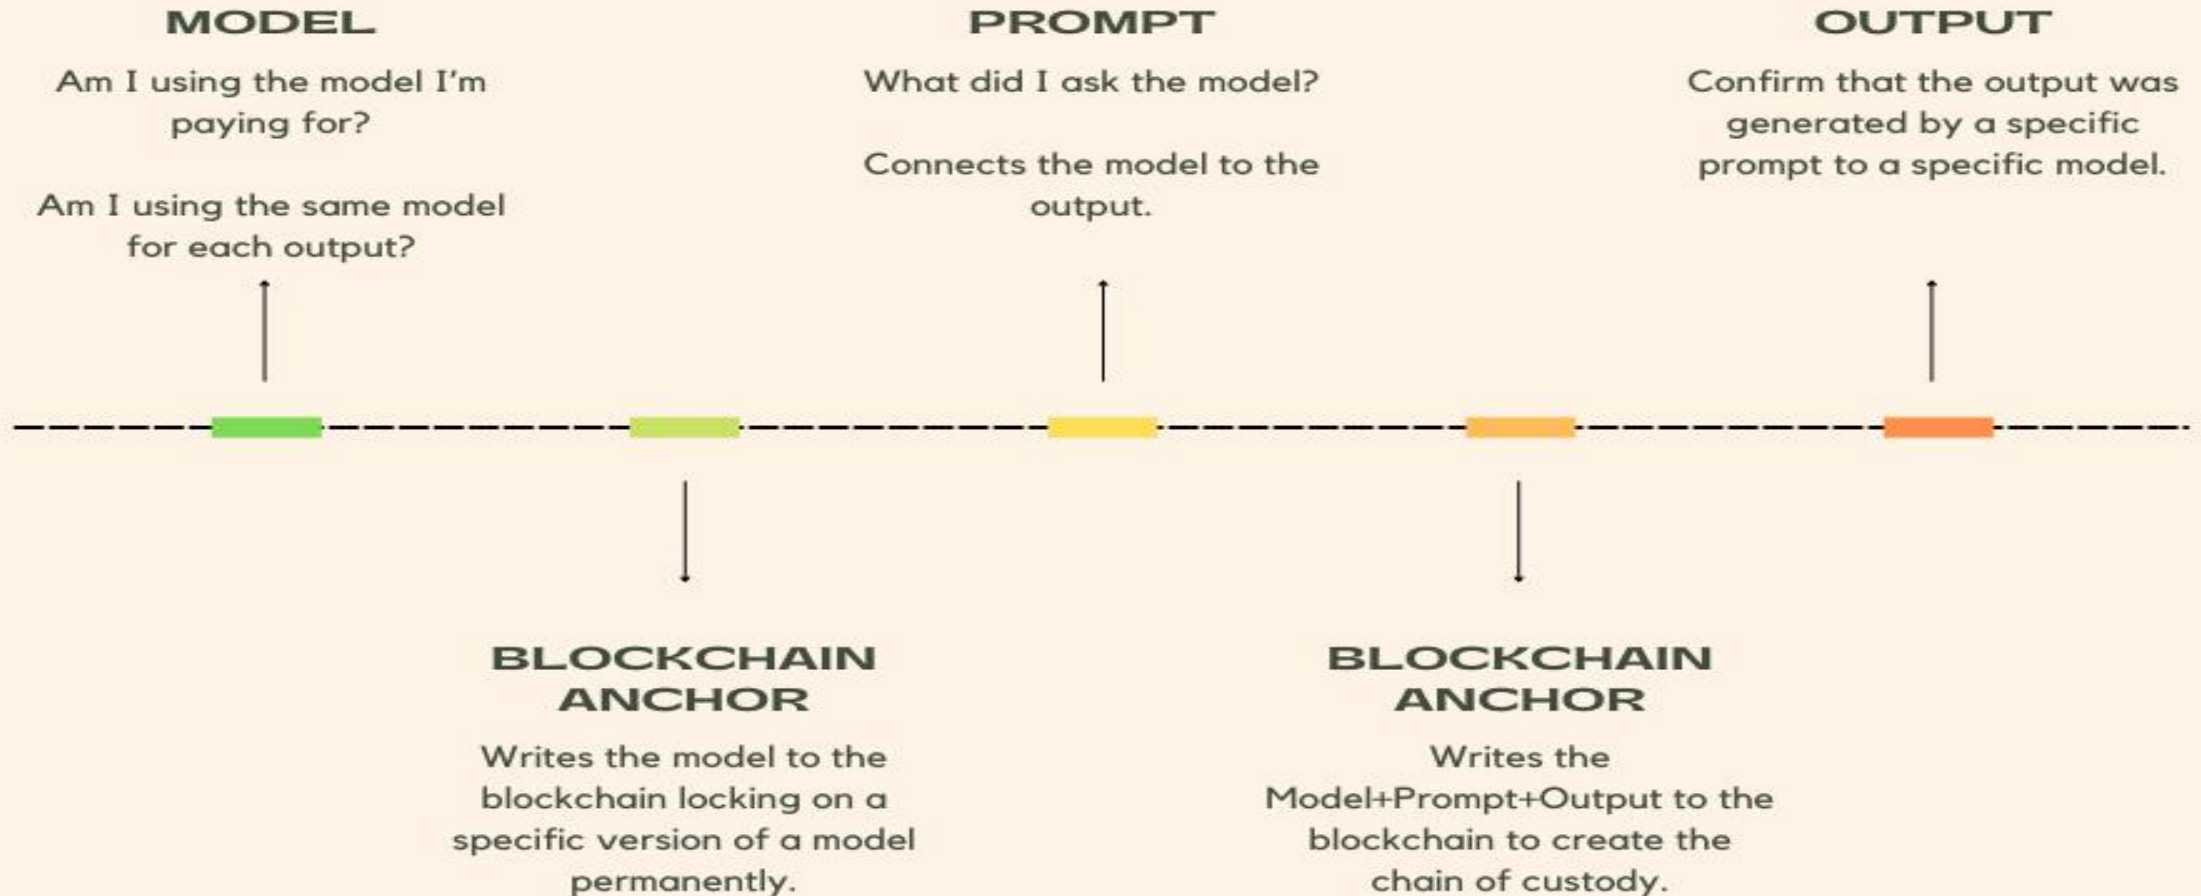 MODEL
Am I using the model I'm
paying for?
Am I using the same model
for each output?
PROMPT
What did I ask the model?
Connects the model to the
output.
OUTPUT
Confirm that the output was
generated by a specific
prompt to a specific model.
BLOCKCHAIN
ANCHOR
Writes the model to the
blockchain locking on a
specific version of a model
permanently.
BLOCKCHAIN
ANCHOR
Writes the
Model+Prompt+Output to the
blockchain to create the
chain of custody.